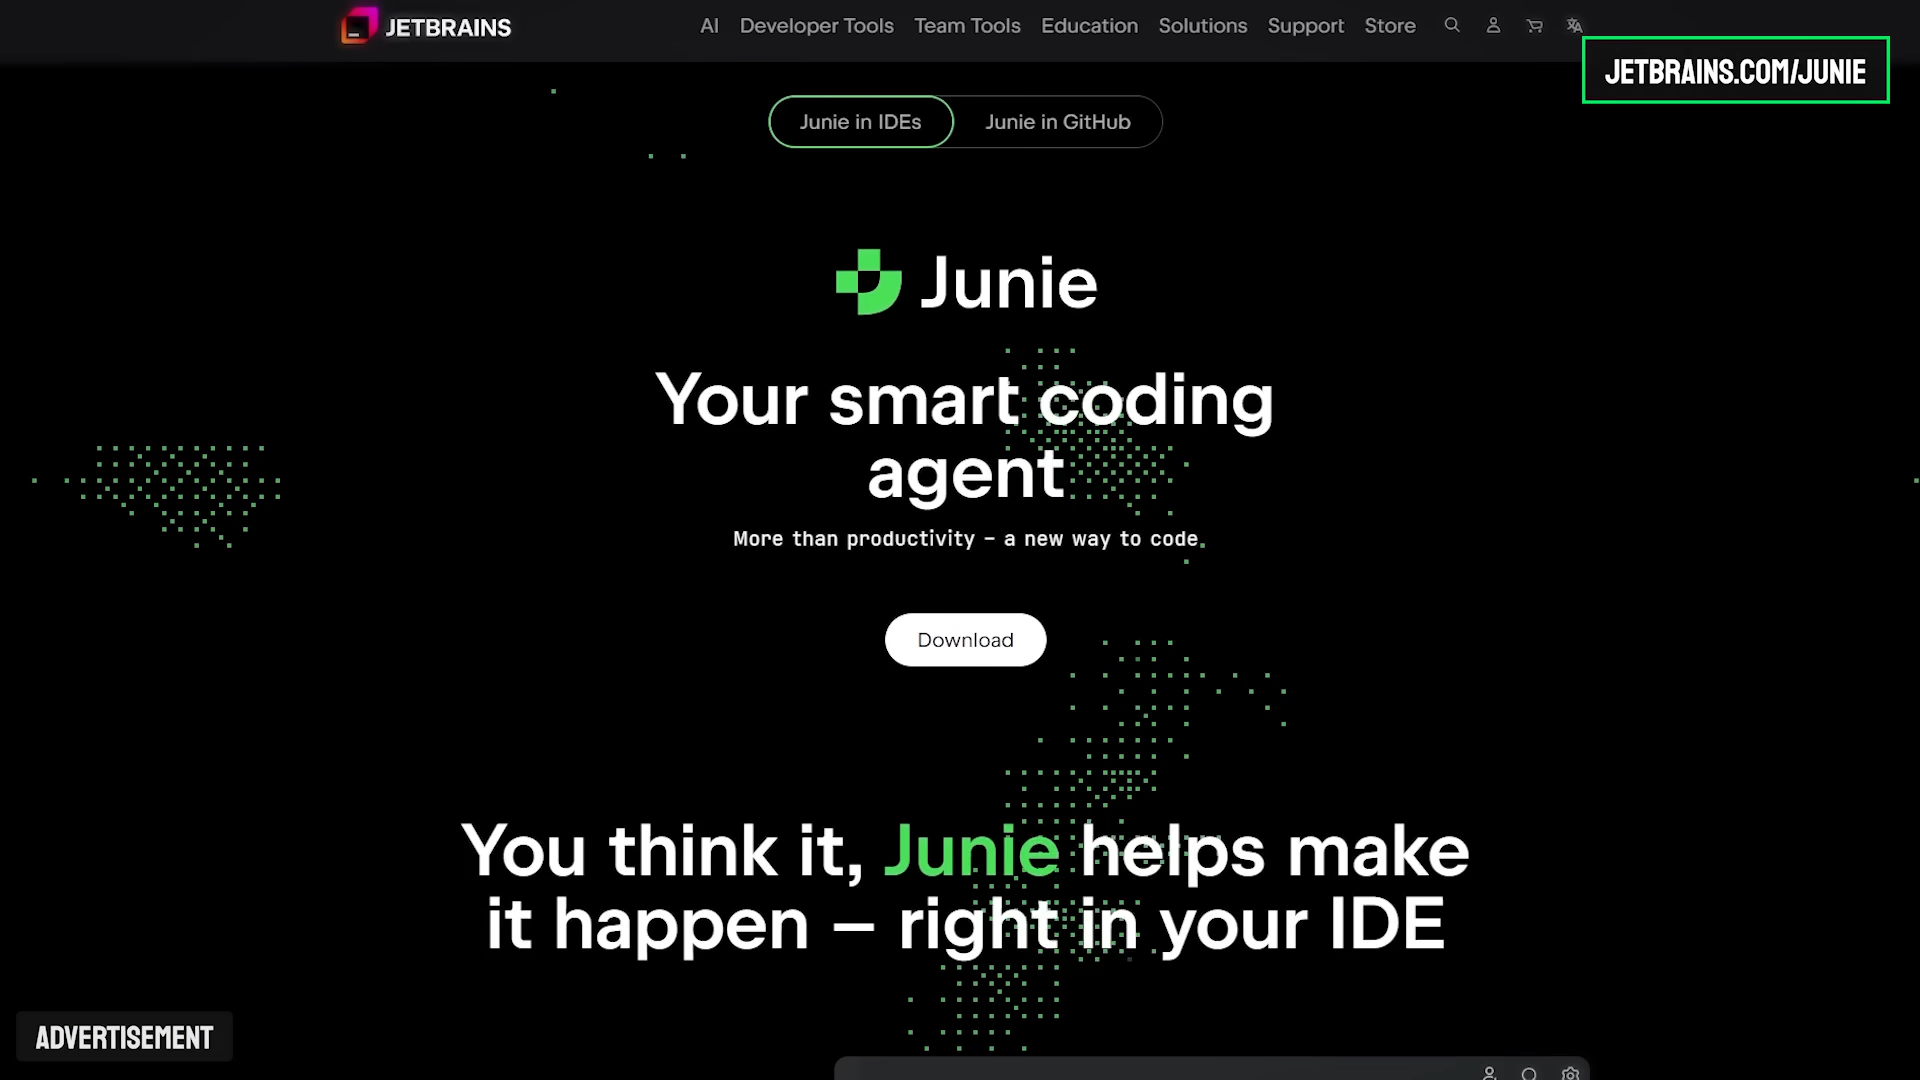 JETBRAINS
AI Developer Tools Team Tools Education Solutions Support Store
JETBRAINS.COM/JUNIE
Junie in IDEs Junie in GitHub
Junie
Your smart coding
agent
More than productivity – a new way to code.
Download
You think it, Junie helps make
it happen – right in your IDE
ADVERTISEMENT